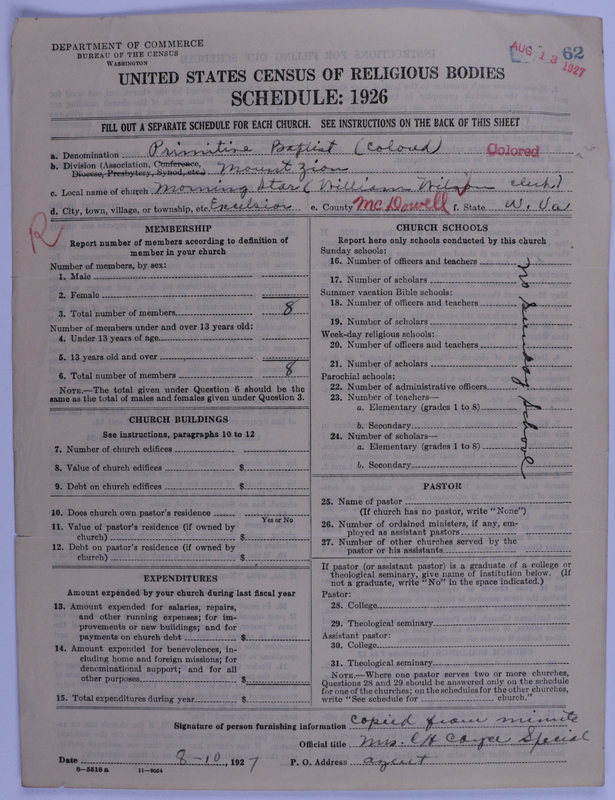 DEPARTMENT OF COMMERCE
BUREAU OF THE CENSUS
WASHINGTON
AUG 13 1927
62
UNITED STATES CENSUS OF RELIGIOUS BODIES
SCHEDULE: 1926
FILL OUT A SEPARATE SCHEDULE FOR EACH CHURCH. SEE INSTRUCTIONS ON THE BACK OF THIS SHEET
a. Denomination Primitive Baptist (Colored) Colored
b. Division (Association, Conference, Diocese, Presbytery, Synod, etc.) Mount Zion
c. Local name of church Morning Star (William Wilson clerk)
d. City, town, village, or township, etc. Excelsior e. County McDowell f. State W. Va
R
MEMBERSHIP
Report number of members according to definition of
member in your church
Number of members, by sex:
1. Male
2. Female
3. Total number of members 8
Number of members under and over 13 years old:
4. Under 13 years of age
5. 13 years old and over
6. Total number of members 8
NOTE.—The total given under Question 6 should be the
same as the total of males and females given under Question 3.
CHURCH BUILDINGS
See instructions, paragraphs 10 to 12
7. Number of church edifices
8. Value of church edifices $
9. Debt on church edifices $
10. Does church own pastor's residence
Yes or No
11. Value of pastor's residence (if owned by
church) $
12. Debt on pastor's residence (if owned by
church) $
EXPENDITURES
Amount expended by your church during last fiscal year
13. Amount expended for salaries, repairs,
and other running expenses; for im-
provements or new buildings; and for
payments on church debt $
14. Amount expended for benevolences, in-
cluding home and foreign missions; for
denominational support; and for all
other purposes $
15. Total expenditures during year $
CHURCH SCHOOLS
Report here only schools conducted by this church
Sunday schools:
16. Number of officers and teachers
17. Number of scholars
Summer vacation Bible schools:
18. Number of officers and teachers
19. Number of scholars
Week-day religious schools:
20. Number of officers and teachers
21. Number of scholars
Parochial schools:
22. Number of administrative officers
23. Number of teachers—
a. Elementary (grades 1 to 8)
b. Secondary
24. Number of scholars—
a. Elementary (grades 1 to 8)
b. Secondary
No Sunday School
PASTOR
25. Name of pastor
(If church has no pastor, write "None")
26. Number of ordained ministers, if any, em-
ployed as assistant pastors
27. Number of other churches served by the
pastor or his assistants
If pastor (or assistant pastor) is a graduate of a college or
theological seminary, give name of institution below. (If
not a graduate, write "No" in the space indicated.)
Pastor:
28. College
29. Theological seminary
Assistant pastor:
30. College
31. Theological seminary
NOTE.—Where one pastor serves two or more churches,
Questions 28 and 29 should be answered only on the schedule
for one of the churches; on the schedules for the other churches,
write "See schedule for church."
Signature of person furnishing information copied from minute
Official title Mrs. C H Special
Date 8-10, 1927 P. O. Address agent
8-5518 a 11-9034